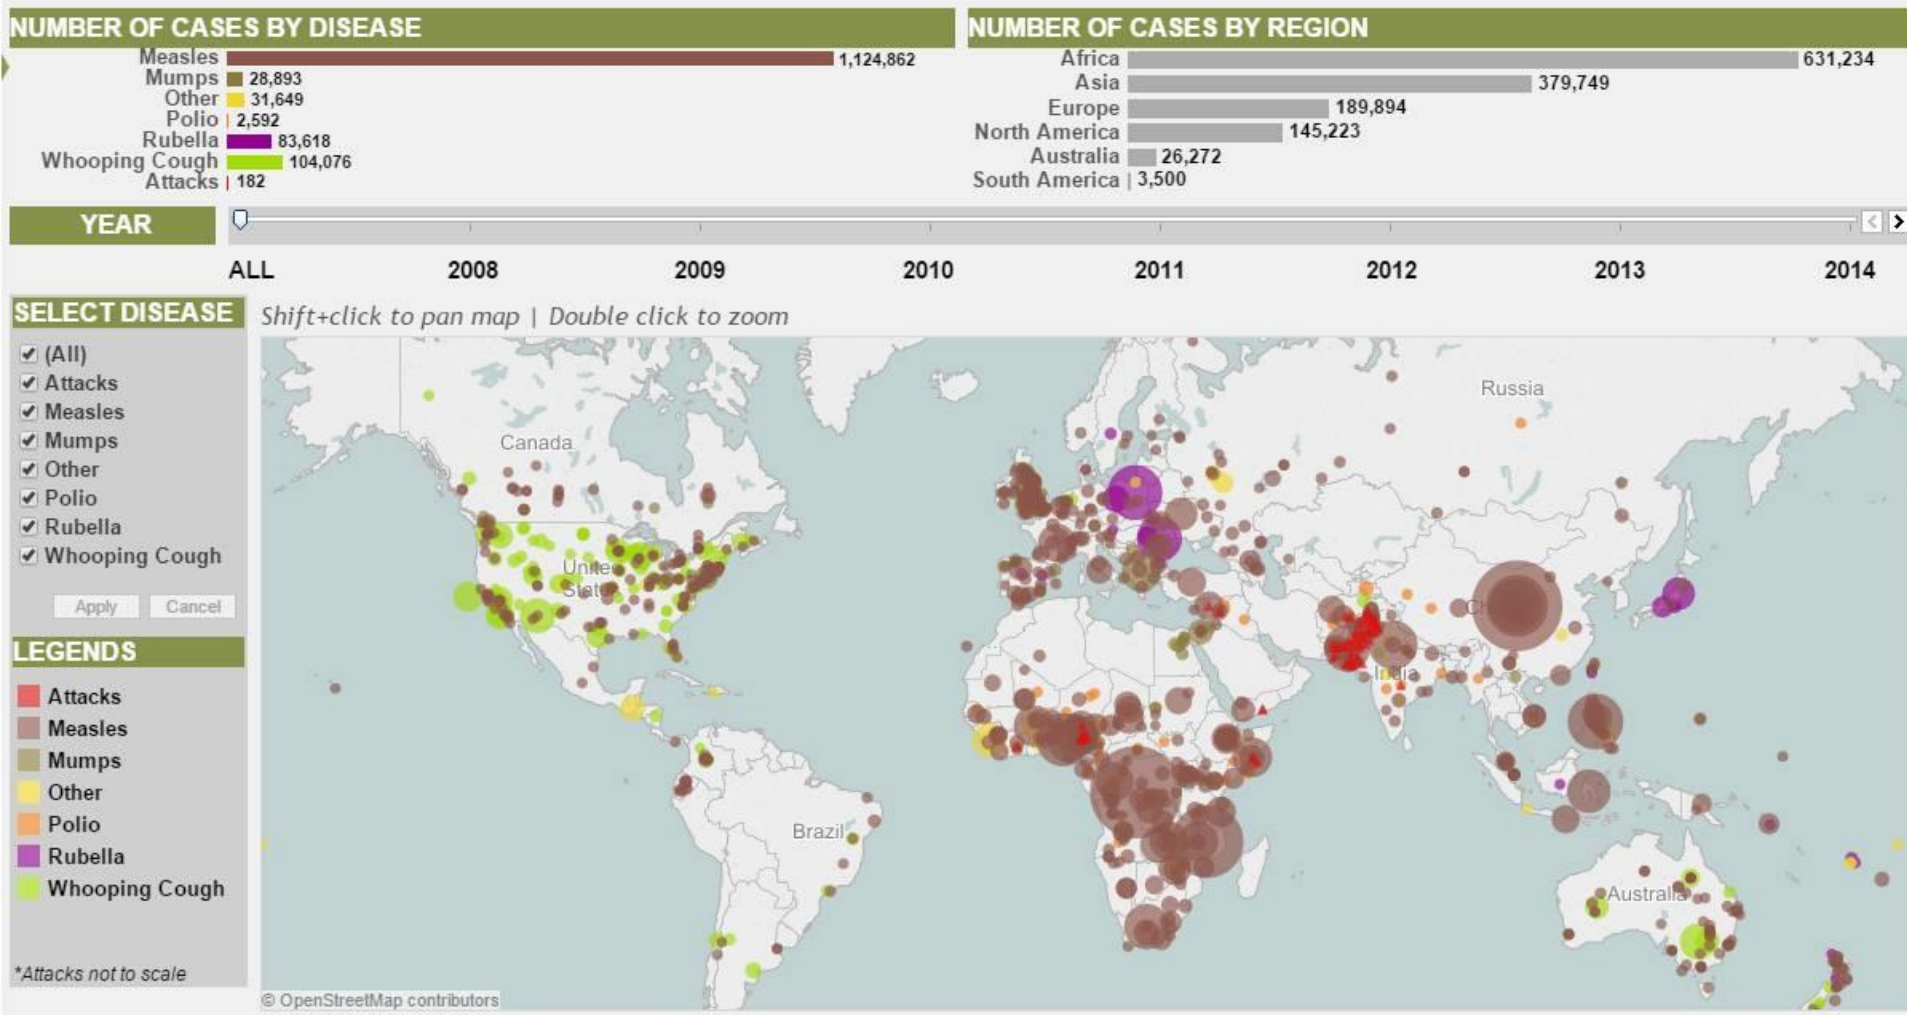 NUMBER OF CASES BY DISEASE
Measles 1,124,862
Mumps 28,893
Other 31,649
Polio 2,592
Rubella 83,618
Whooping Cough 104,076
Attacks 182
NUMBER OF CASES BY REGION
Africa 631,234
Asia 379,749
Europe 189,894
North America 145,223
Australia 26,272
South America 3,500
YEAR
ALL 2008 2009 2010 2011 2012 2013 2014
SELECT DISEASE
(All)
Attacks
Measles
Mumps
Other
Polio
Rubella
Whooping Cough
Apply Cancel
LEGENDS
Attacks
Measles
Mumps
Other
Polio
Rubella
Whooping Cough
*Attacks not to scale
Shift+click to pan map | Double click to zoom
Russia
Canada
India
Brazil
Australia
© OpenStreetMap contributors